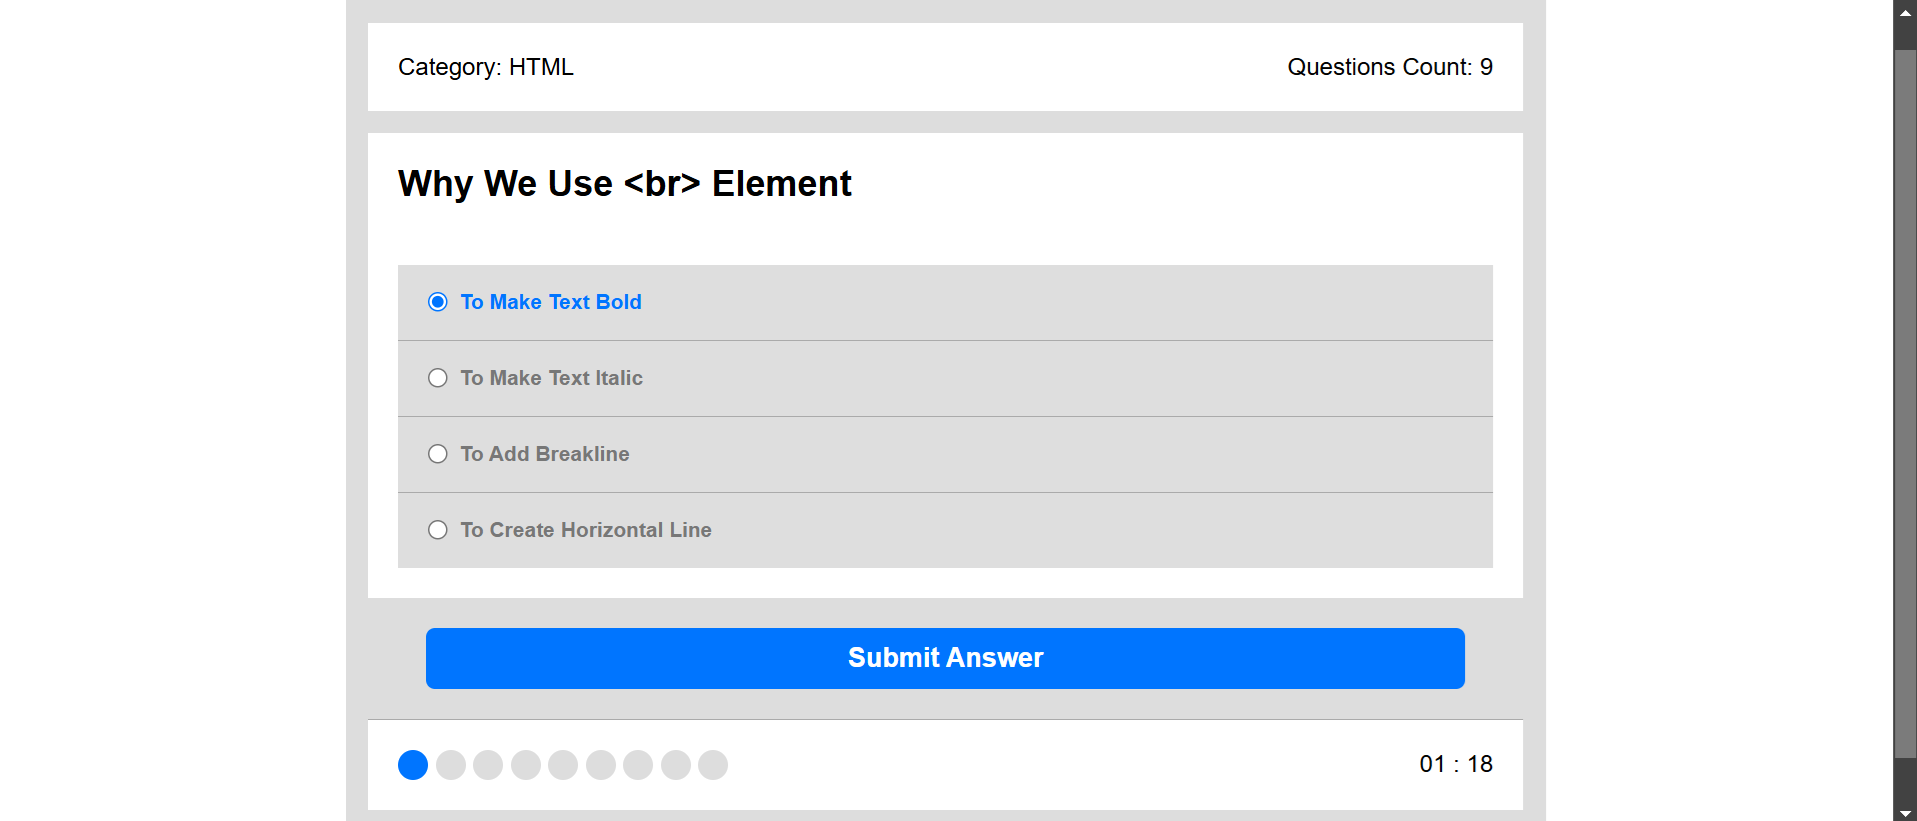 Category: HTML
Questions Count: 9
Why We Use <br> Element
To Make Text Bold
To Make Text Italic
To Add Breakline
To Create Horizontal Line
Submit Answer
01 : 18